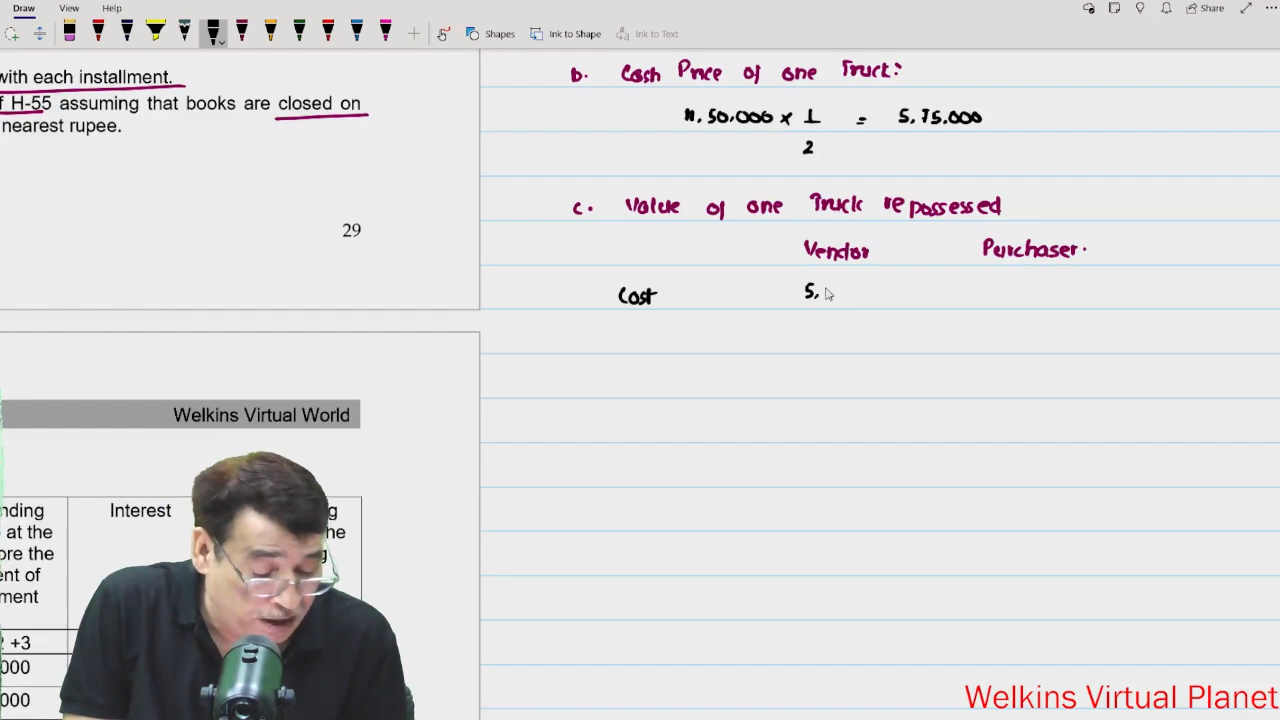 Draw View Help
Shapes Ink to Shape Ink to Text Share
with each installment.
f H-55 assuming that books are closed on
nearest rupee.
29
b. Cash Price of one Truck:
11,50,000 × 1/2 = 5,75,000
c. Value of one Truck repossessed
Vendor Purchaser.
Cost 5,
Welkins Virtual World
nding Interest g
at the ne
ore the g
ent of
ment
+3
000
000
Welkins Virtual Planet